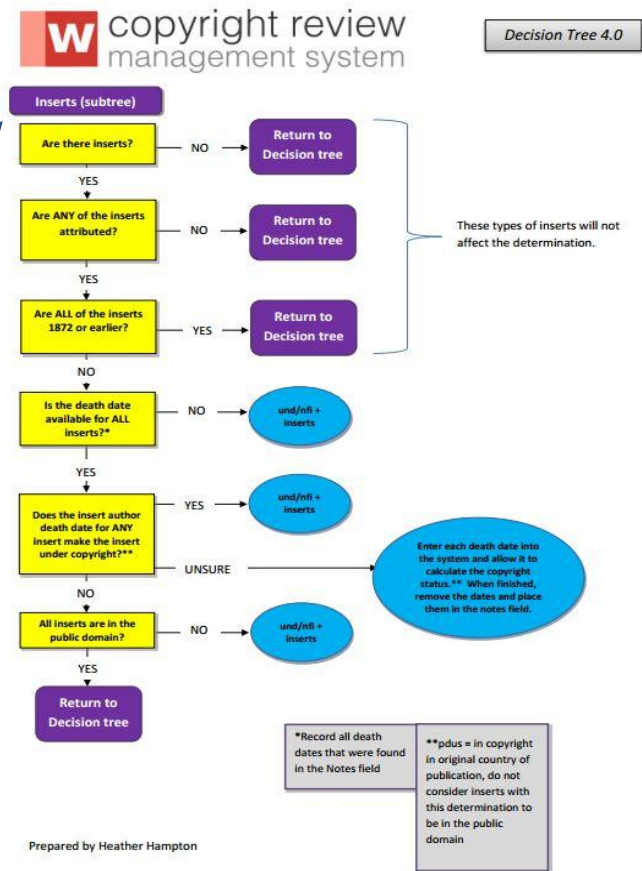 W copyright review
management system
Decision Tree 4.0
Inserts (subtree)
Are there inserts?
NO
Return to
Decision tree
YES
Are ANY of the inserts
attributed?
NO
Return to
Decision tree
These types of inserts will not
affect the determination.
YES
Are ALL of the inserts
1872 or earlier?
YES
Return to
Decision tree
NO
Is the death date
available for ALL
inserts?*
NO
und/nfi +
inserts
YES
Does the insert author
death date for ANY
insert make the insert
under copyright?**
YES
und/nfi +
inserts
UNSURE
Enter each death date into
the system and allow it to
calculate the copyright
status.** When finished,
remove the dates and place
them in the notes field.
NO
All inserts are in the
public domain?
NO
und/nfi +
inserts
YES
Return to
Decision tree
*Record all death
dates that were found
in the Notes field
**pdus = in copyright
in original country of
publication, do not
consider inserts with
this determination to
be in the public
domain
Prepared by Heather Hampton